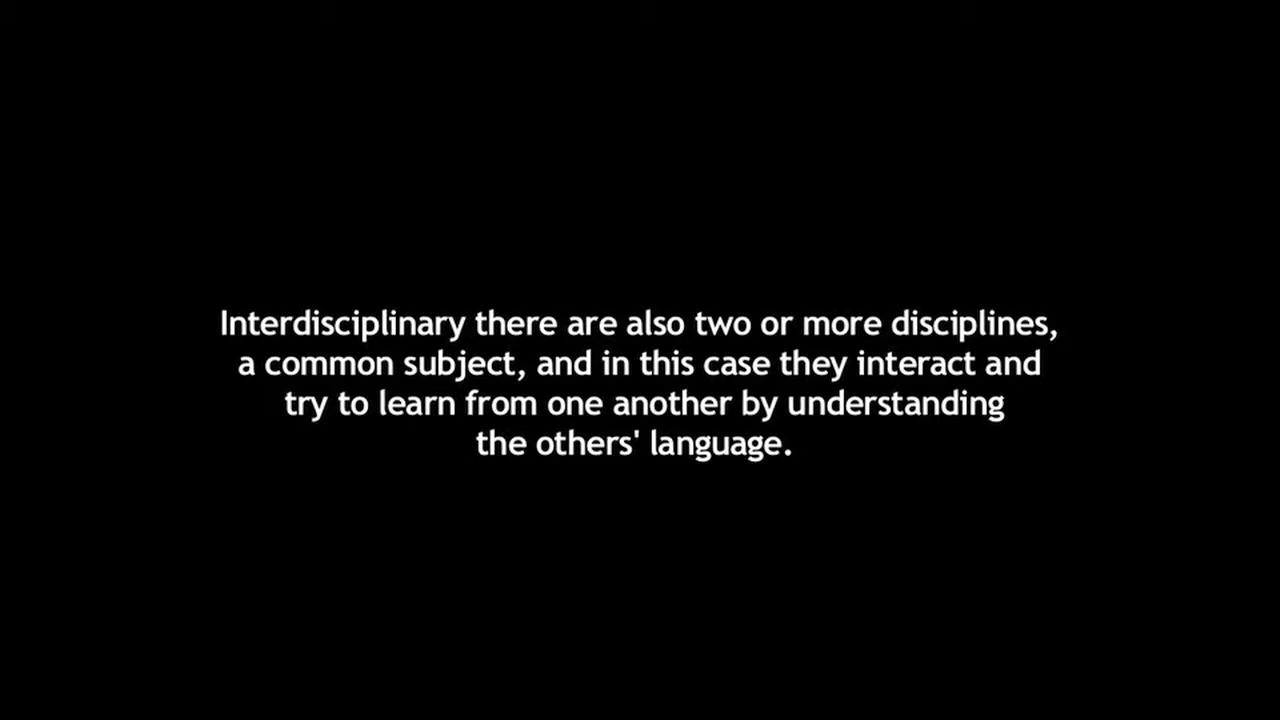 Interdisciplinary there are also two or more disciplines,
a common subject, and in this case they interact and
try to learn from one another by understanding
the others' language.